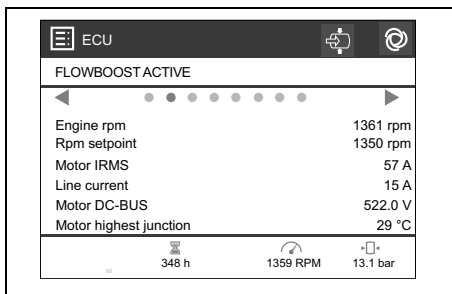 ECU
FLOWBOOST ACTIVE
Engine rpm 1361 rpm
Rpm setpoint 1350 rpm
Motor IRMS 57 A
Line current 15 A
Motor DC-BUS 522.0 V
Motor highest junction 29 °C
348 h 1359 RPM 13.1 bar